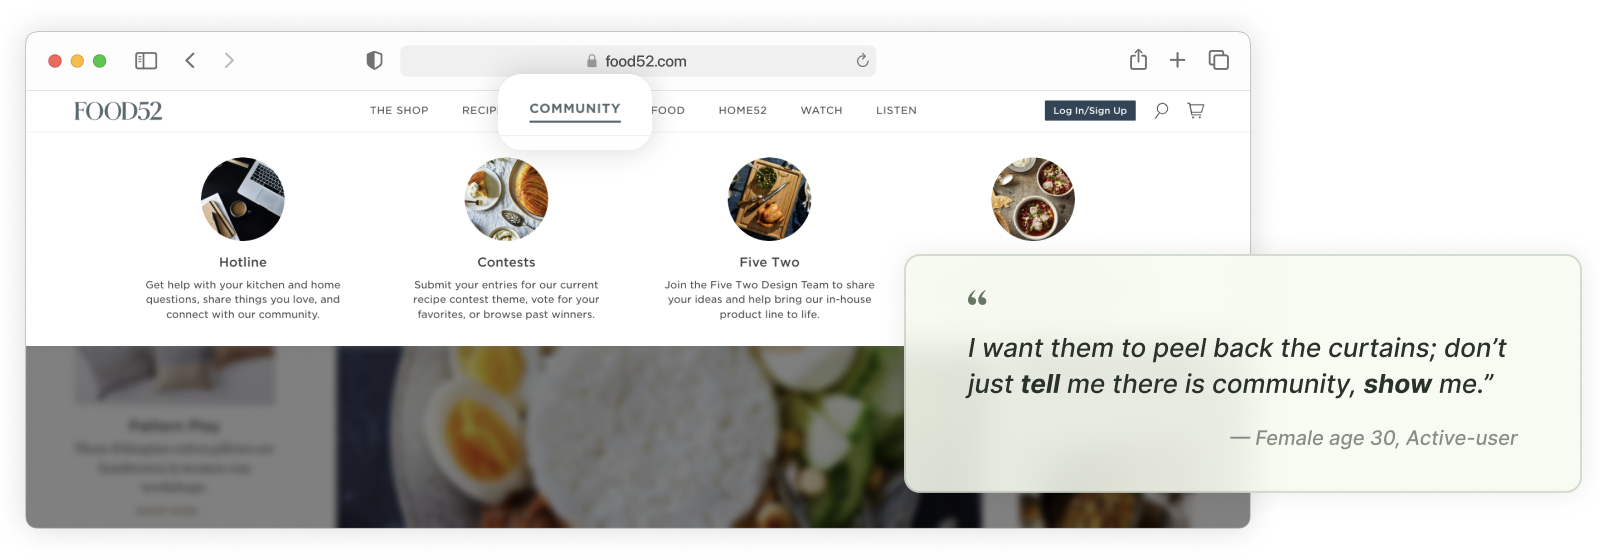 food52.com
FOOD52
THE SHOP
COMMUNITY
FOOD
HOME52
WATCH
LISTEN
Log In/Sign Up
Hotline
Get help with your kitchen and home
questions, share things you love, and
connect with our community.
Contests
Submit your entries for our current
recipe contest theme, vote for your
favorites, or browse past winners.
Five Two
Join the Five Two Design Team to share
your ideas and help bring our in-house
product line to life.
“
I want them to peel back the curtains; don’t
just tell me there is community, show me.”
— Female age 30, Active-user
Pattern Play